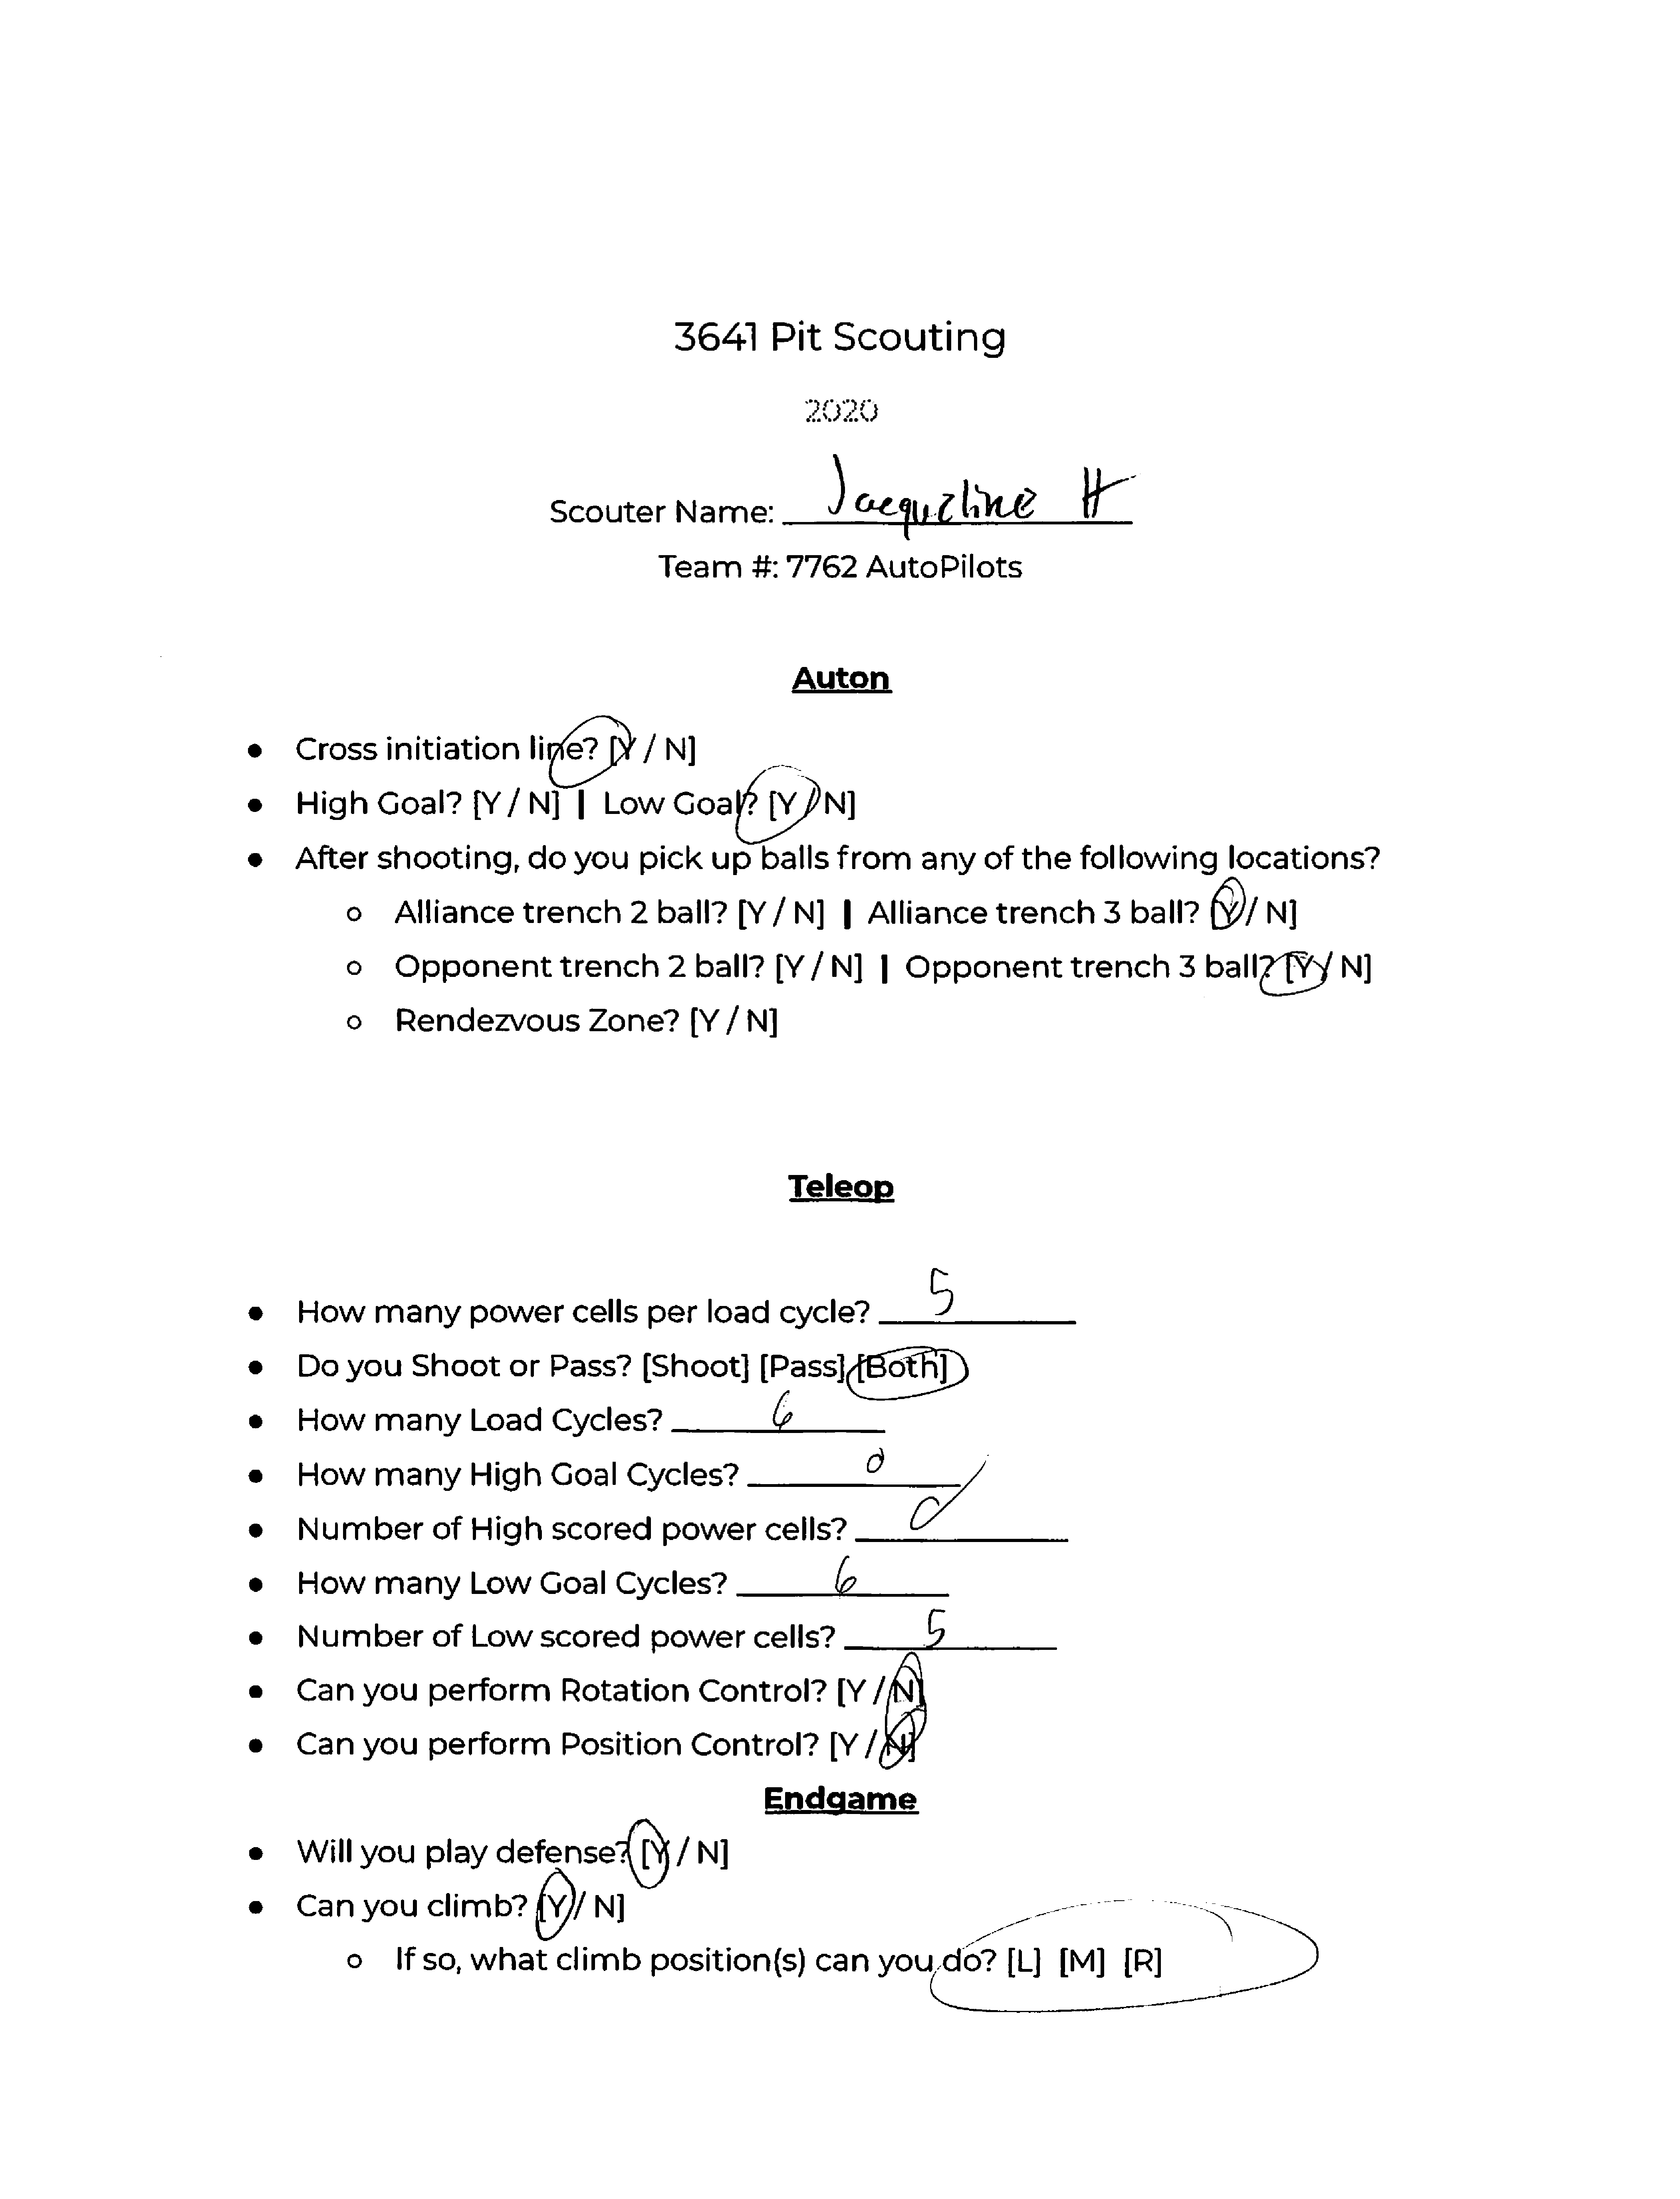 3641 Pit Scouting
2020
Scouter Name: Jacqueline H
Team #: 7762 AutoPilots
Auton
● Cross initiation line? [Y / N]
● High Goal? [Y / N] | Low Goal? [Y / N]
● After shooting, do you pick up balls from any of the following locations?
○ Alliance trench 2 ball? [Y / N] | Alliance trench 3 ball? [Y / N]
○ Opponent trench 2 ball? [Y / N] | Opponent trench 3 ball? [Y / N]
○ Rendezvous Zone? [Y / N]
Teleop
● How many power cells per load cycle? 5
● Do you Shoot or Pass? [Shoot] [Pass] [Both]
● How many Load Cycles? 6
● How many High Goal Cycles? 0
● Number of High scored power cells? 0
● How many Low Goal Cycles? 6
● Number of Low scored power cells? 5
● Can you perform Rotation Control? [Y / N]
● Can you perform Position Control? [Y / N]
Endgame
● Will you play defense? [Y / N]
● Can you climb? [Y / N]
○ If so, what climb position(s) can you do? [L] [M] [R]